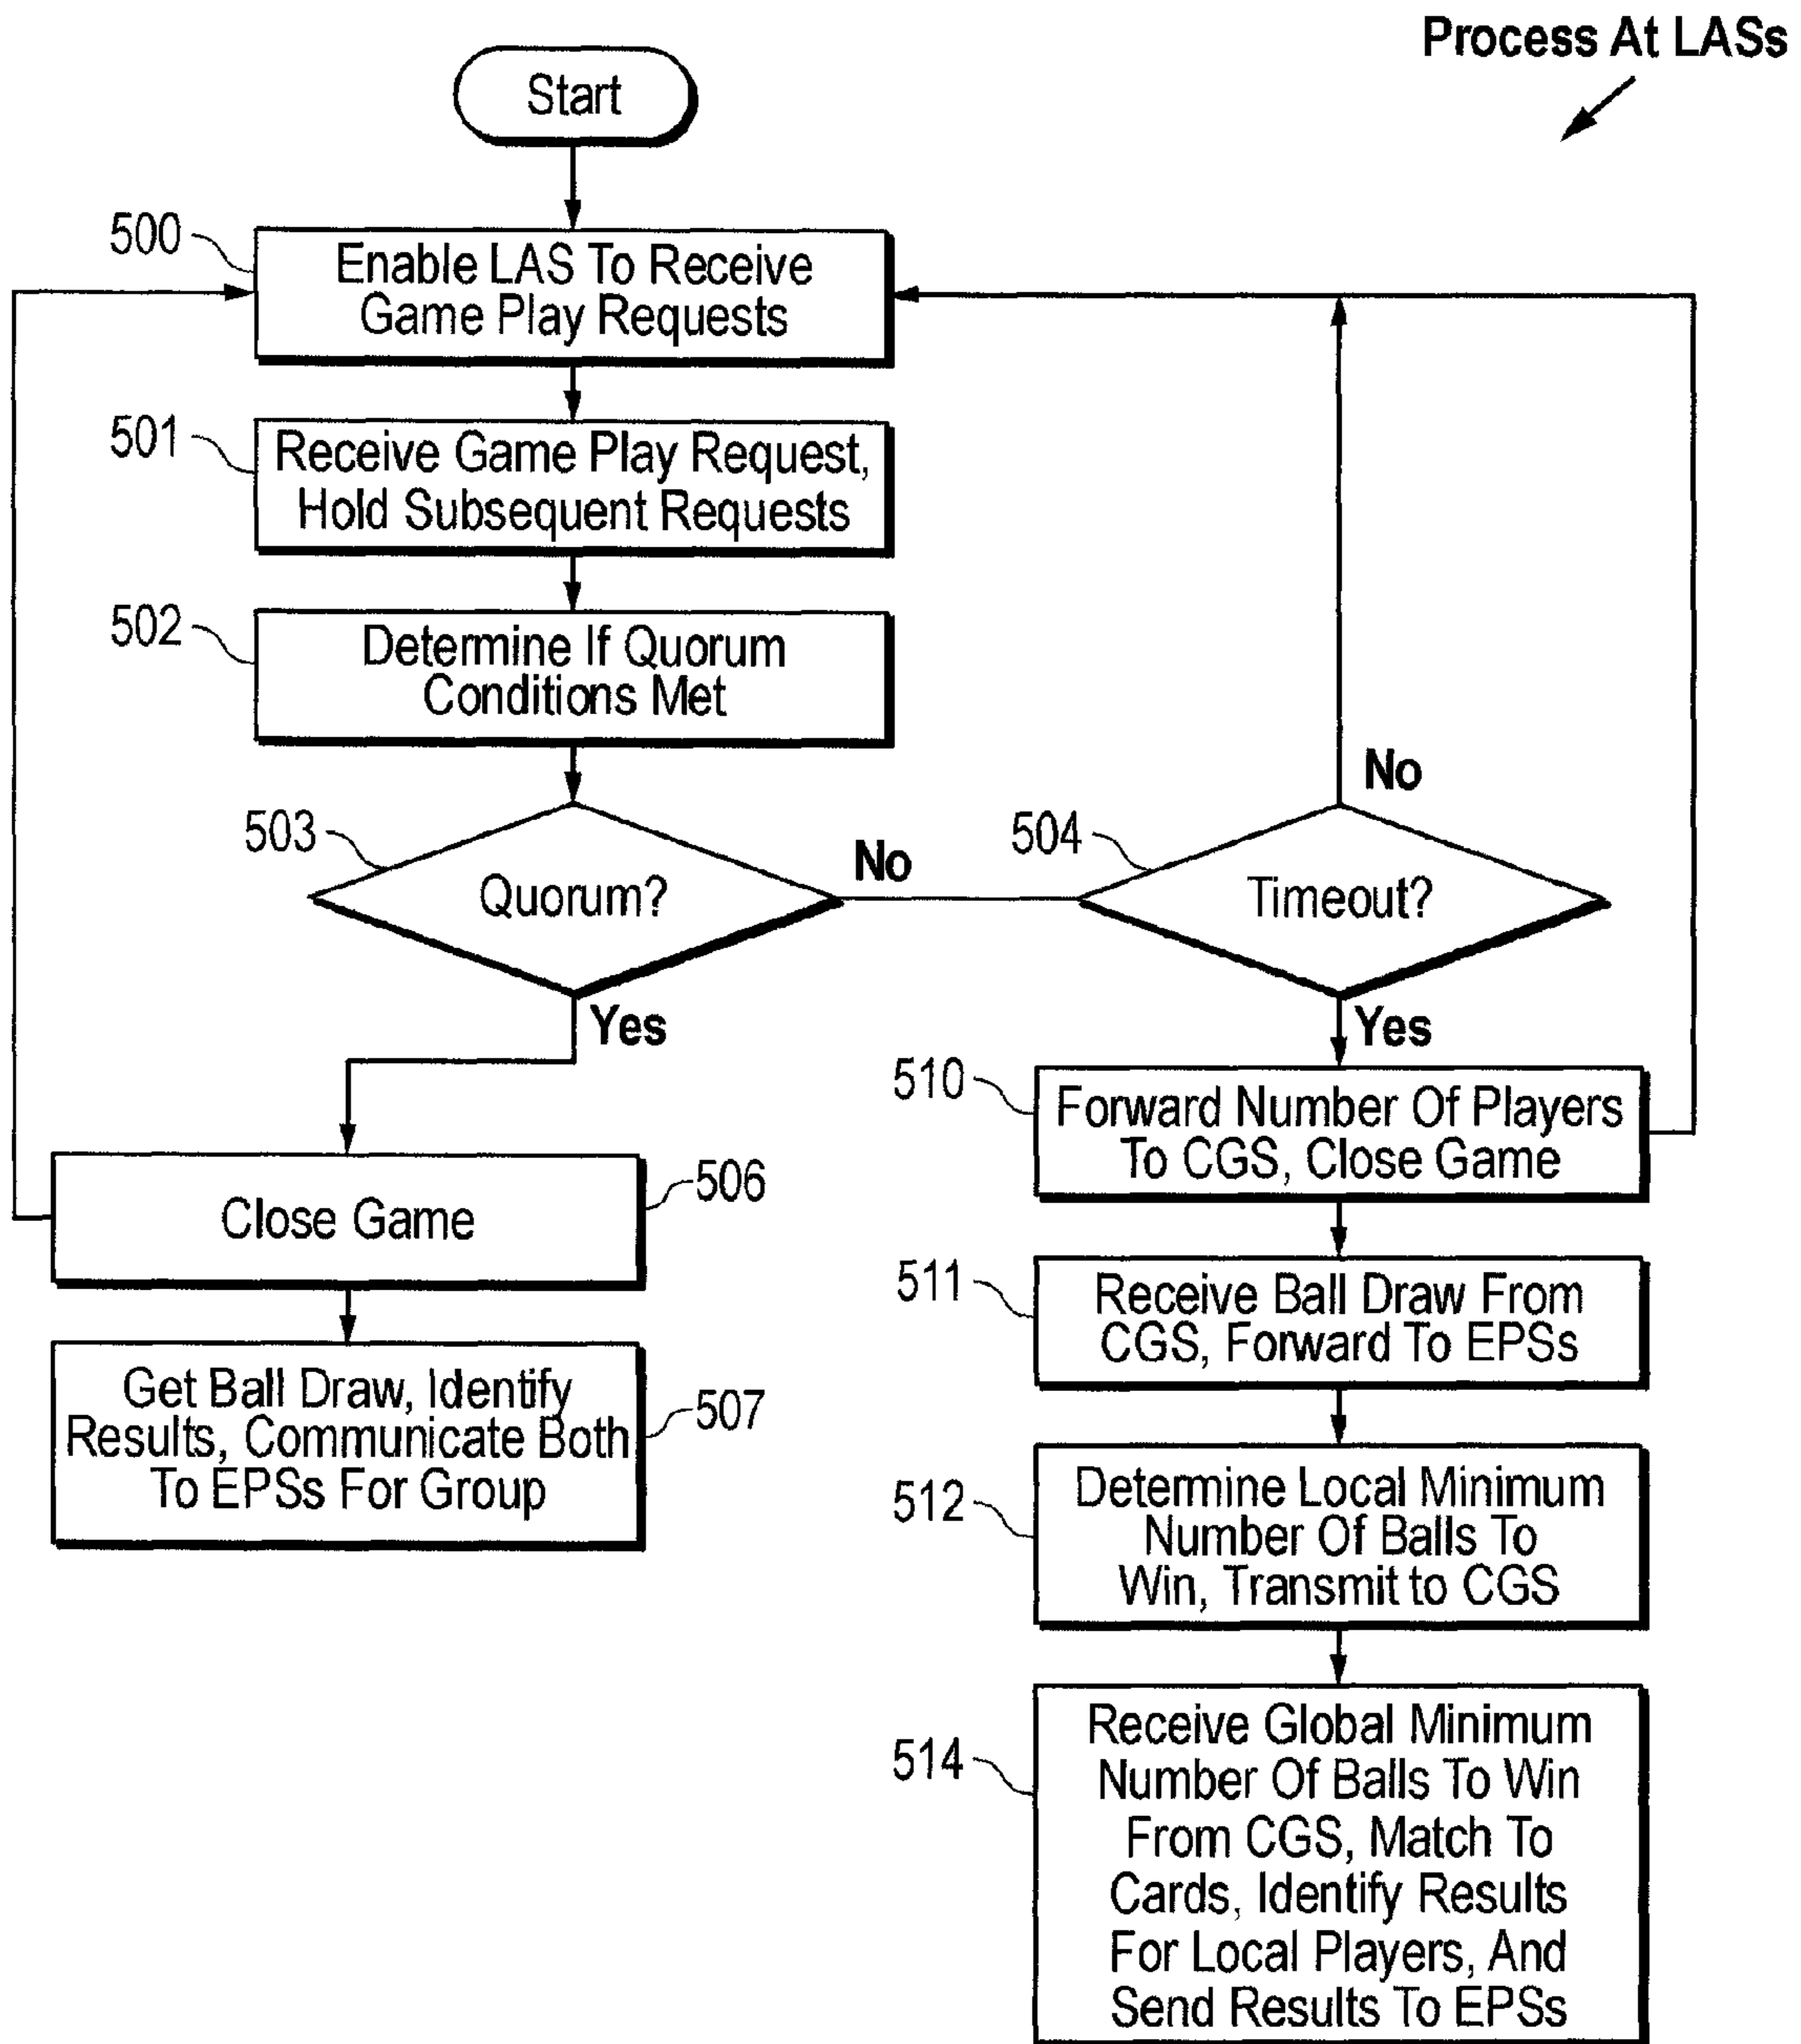 Process At LASs
Start
500
Enable LAS To Receive
Game Play Requests
501
Receive Game Play Request,
Hold Subsequent Requests
502
Determine If Quorum
Conditions Met
503
Quorum?
No
504
Timeout?
No
Yes
Yes
506
Close Game
507
Get Ball Draw, Identify
Results, Communicate Both
To EPSs For Group
510
Forward Number Of Players
To CGS, Close Game
511
Receive Ball Draw From
CGS, Forward To EPSs
512
Determine Local Minimum
Number Of Balls To
Win, Transmit to CGS
514
Receive Global Minimum
Number Of Balls To Win
From CGS, Match To
Cards, Identify Results
For Local Players, And
Send Results To EPSs